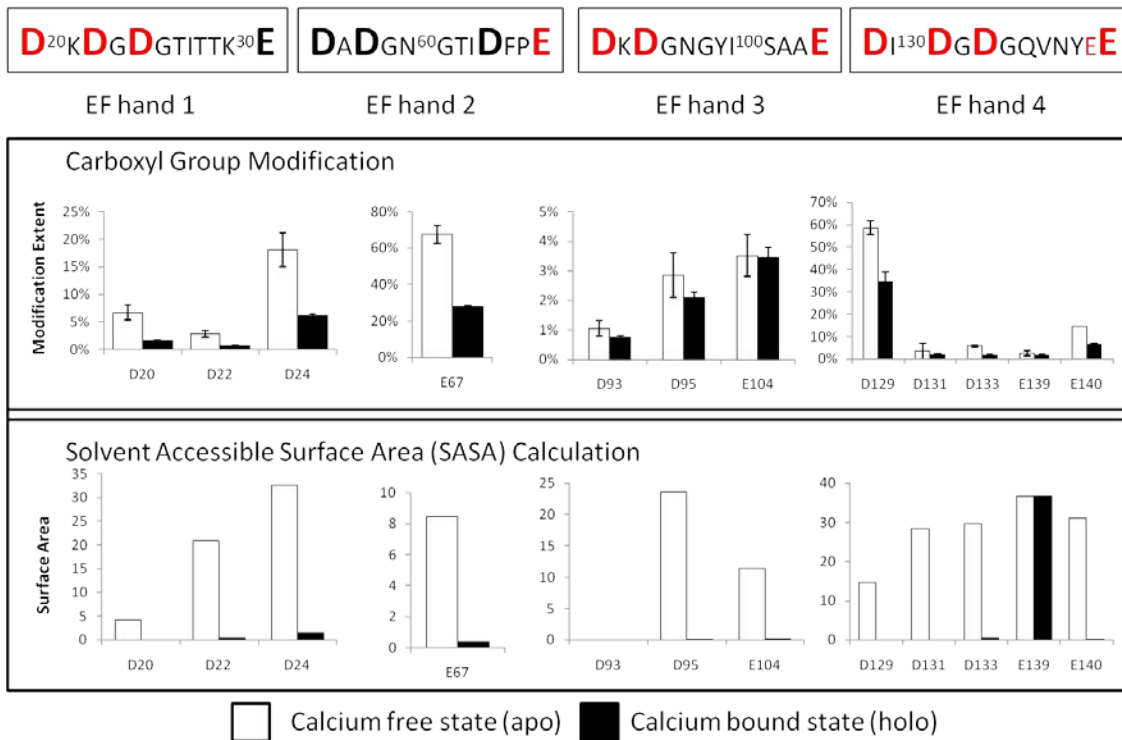 D20KDGDGTITTK30E
DADGN60GTIDFPE
DKDGNGYI100SAAE
DI130DGDGQVNYEE
EF hand 1
EF hand 2
EF hand 3
EF hand 4
Carboxyl Group Modification
Modification Extent
25%
20%
15%
10%
5%
0%
D20
D22
D24
80%
60%
40%
20%
0%
E67
5%
4%
3%
2%
1%
0%
D93
D95
E104
70%
60%
50%
40%
30%
20%
10%
0%
D129
D131
D133
E139
E140
Solvent Accessible Surface Area (SASA) Calculation
Surface Area
35
30
25
20
15
10
5
0
D20
D22
D24
10
8
6
4
2
0
E67
25
20
15
10
5
0
D93
D95
E104
40
30
20
10
0
D129
D131
D133
E139
E140
Calcium free state (apo)
Calcium bound state (holo)